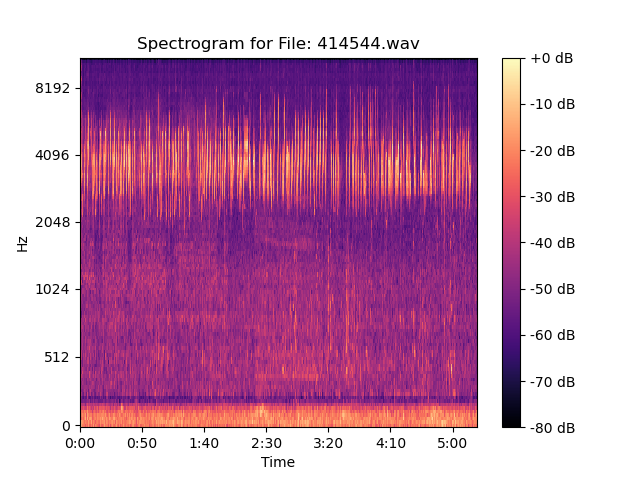 Spectrogram for File: 414544.wav
+0 dB
8192
-10 dB
4096
-20 dB
-30 dB
2048
Hz
-40 dB
1024
-50 dB
512
-60 dB
-70 dB
0
-80 dB
0:00 0:50 1:40 2:30 3:20 4:10 5:00
Time